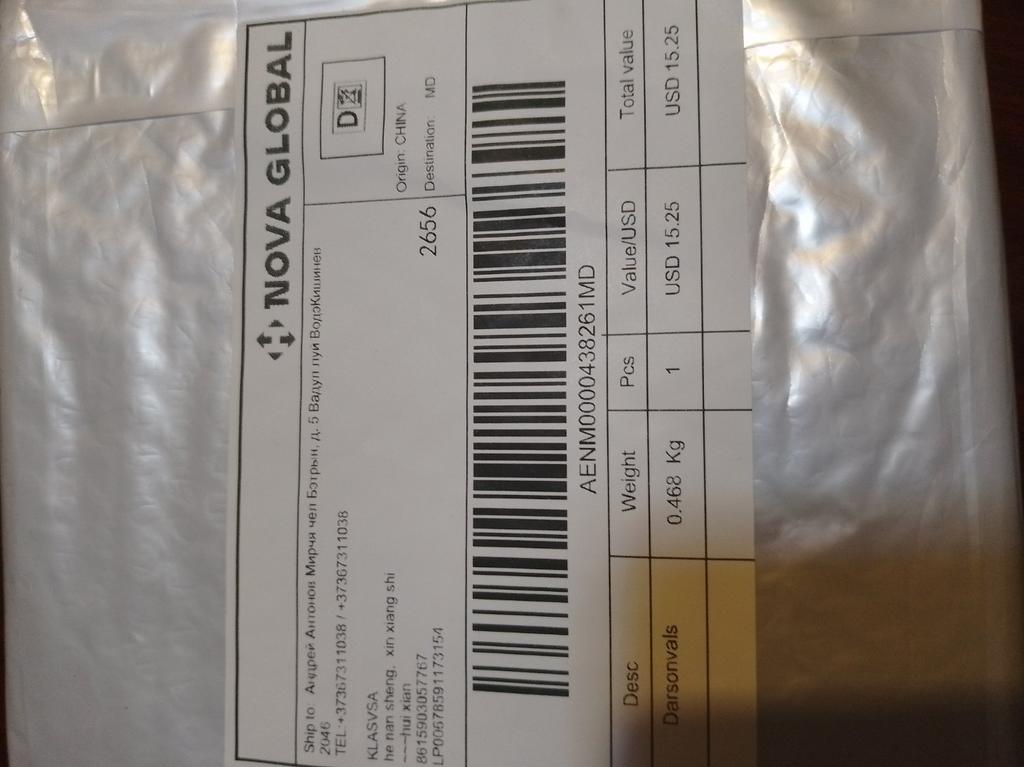 NOVA GLOBAL
Ship to: Андрей Антонов Мирчя чел Бэтрын, д. 5 Вадул луй ВодэКишинев
2046
TEL:+37367311038 / +37367311038
KLASVSA
he nan sheng, xin xiang shi
~~~hui xian
8615903057767
LP00678591173154
2656
D
Origin: CHINA
Destination: MD
AENM0000438261MD
Desc Weight Pcs Value/USD Total value
Darsonvals 0.468 Kg 1 USD 15.25 USD 15.25